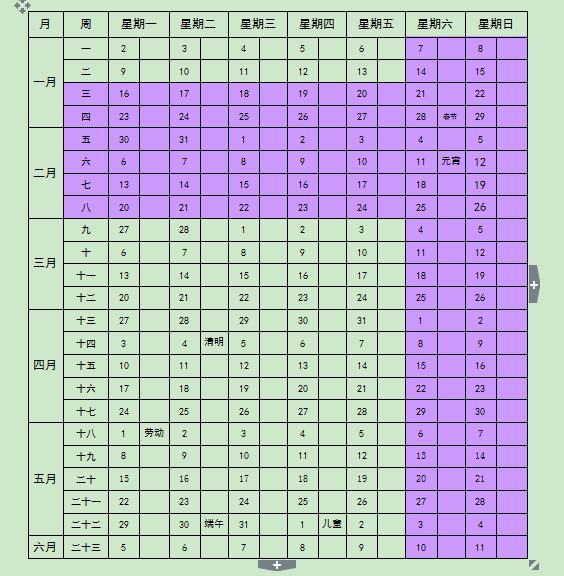 月 周 星期一 星期二 星期三 星期四 星期五 星期六 星期日
一月 一 2 3 4 5 6 7 8
二 9 10 11 12 13 14 15
三 16 17 18 19 20 21 22
四 23 24 25 26 27 28 春节 29
二月 五 30 31 1 2 3 4 5
六 6 7 8 9 10 11 元宵 12
七 13 14 15 16 17 18 19
八 20 21 22 23 24 25 26
三月 九 27 28 1 2 3 4 5
十 6 7 8 9 10 11 12
十一 13 14 15 16 17 18 19
十二 20 21 22 23 24 25 26
四月 十三 27 28 29 30 31 1 2
十四 3 4 清明 5 6 7 8 9
十五 10 11 12 13 14 15 16
十六 17 18 19 20 21 22 23
十七 24 25 26 27 28 29 30
五月 十八 1 劳动 2 3 4 5 6 7
十九 8 9 10 11 12 13 14
二十 15 16 17 18 19 20 21
二十一 22 23 24 25 26 27 28
二十二 29 30 端午 31 1 儿童 2 3 4
六月 二十三 5 6 7 8 9 10 11